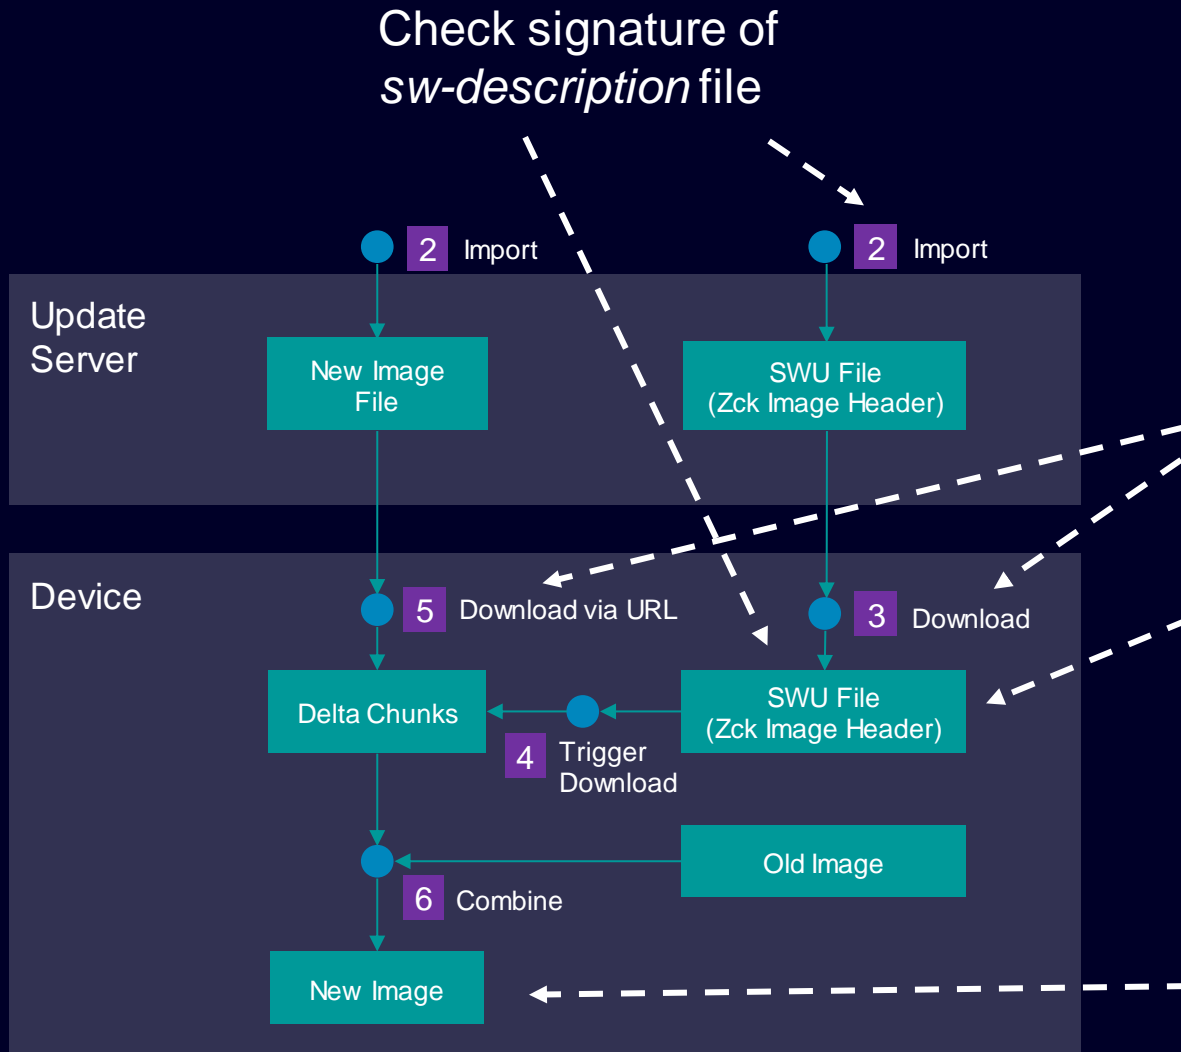 Check signature of
sw-description file
2 Import
2 Import
Update
Server
New Image
File
SWU File
(Zck Image Header)
Device
5 Download via URL
3 Download
Delta Chunks
SWU File
(Zck Image Header)
4 Trigger
Download
Old Image
6 Combine
New Image